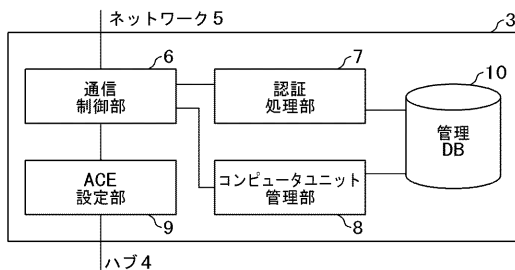 ネットワーク5
3
6
通信
制御部
7
認証
処理部
10
管理
DB
ACE
設定部
9
コンピュータユニット
管理部
8
ハブ4